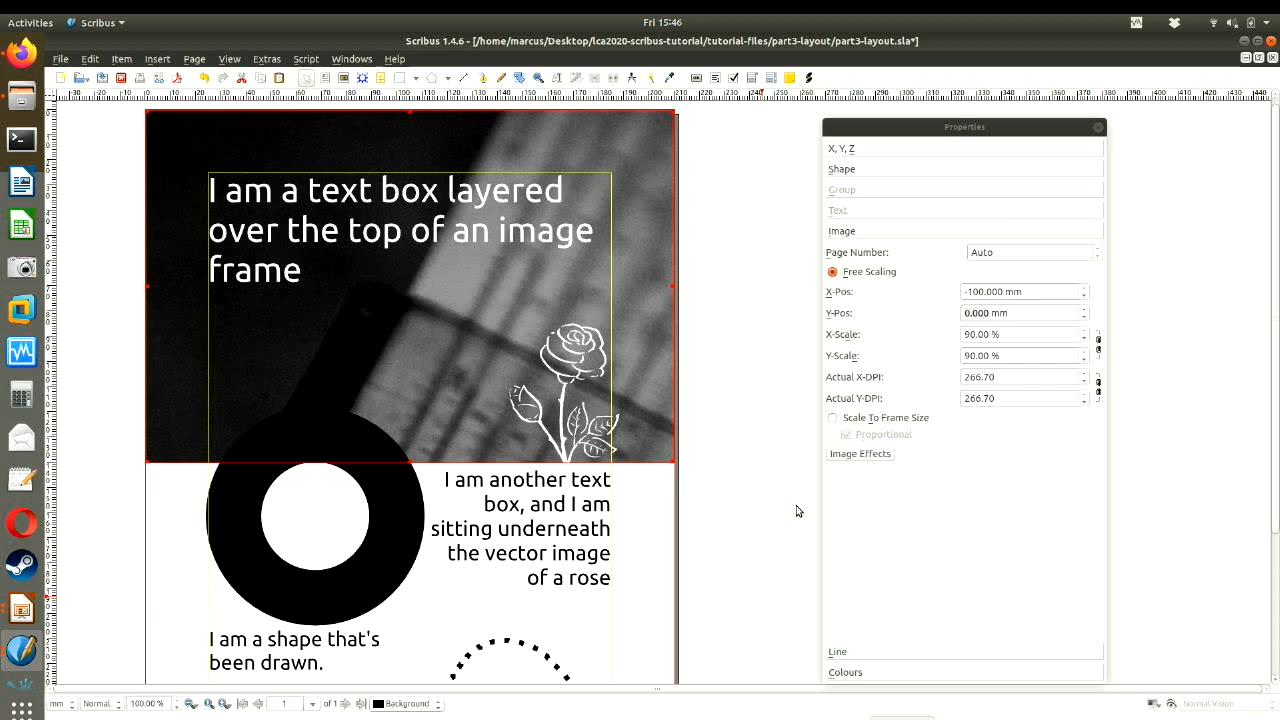 Activities Scribus Fri 15:46
Scribus 1.4.6 - [/home/marcus/Desktop/lca2020-scribus-tutorial/tutorial-files/part3-layout/part3-layout.sla*]
File Edit Item Insert Page View Extras Script Windows Help
I am a text box layered
over the top of an image
frame
I am another text
box, and I am
sitting underneath
the vector image
of a rose
I am a shape that's
been drawn.
Properties
X, Y, Z
Shape
Group
Text
Image
Page Number: Auto
Free Scaling
X-Pos: -100.000 mm
Y-Pos: 0.000 mm
X-Scale: 90.00 %
Y-Scale: 90.00 %
Actual X-DPI: 266.70
Actual Y-DPI: 266.70
Scale To Frame Size
Proportional
Image Effects
Line
Colours
mm Normal 100.00 % 1 of 1 Background Normal Vision